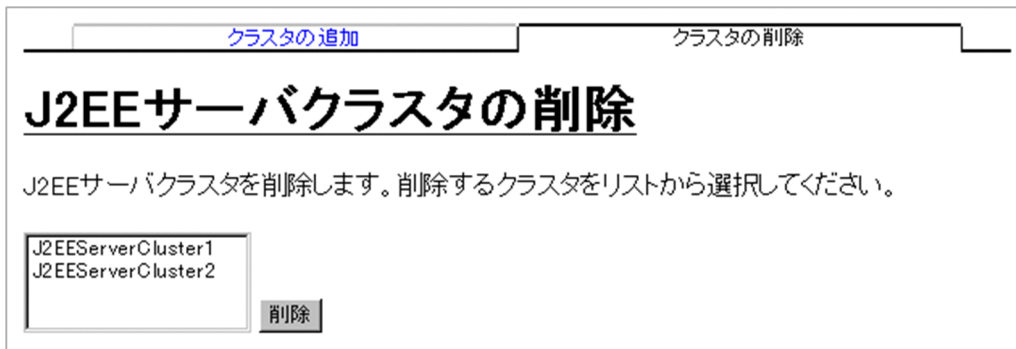 クラスタの追加
クラスタの削除
J2EEサーバクラスタの削除
J2EEサーバクラスタを削除します。削除するクラスタをリストから選択してください。
J2EEServerCluster1
J2EEServerCluster2
削除